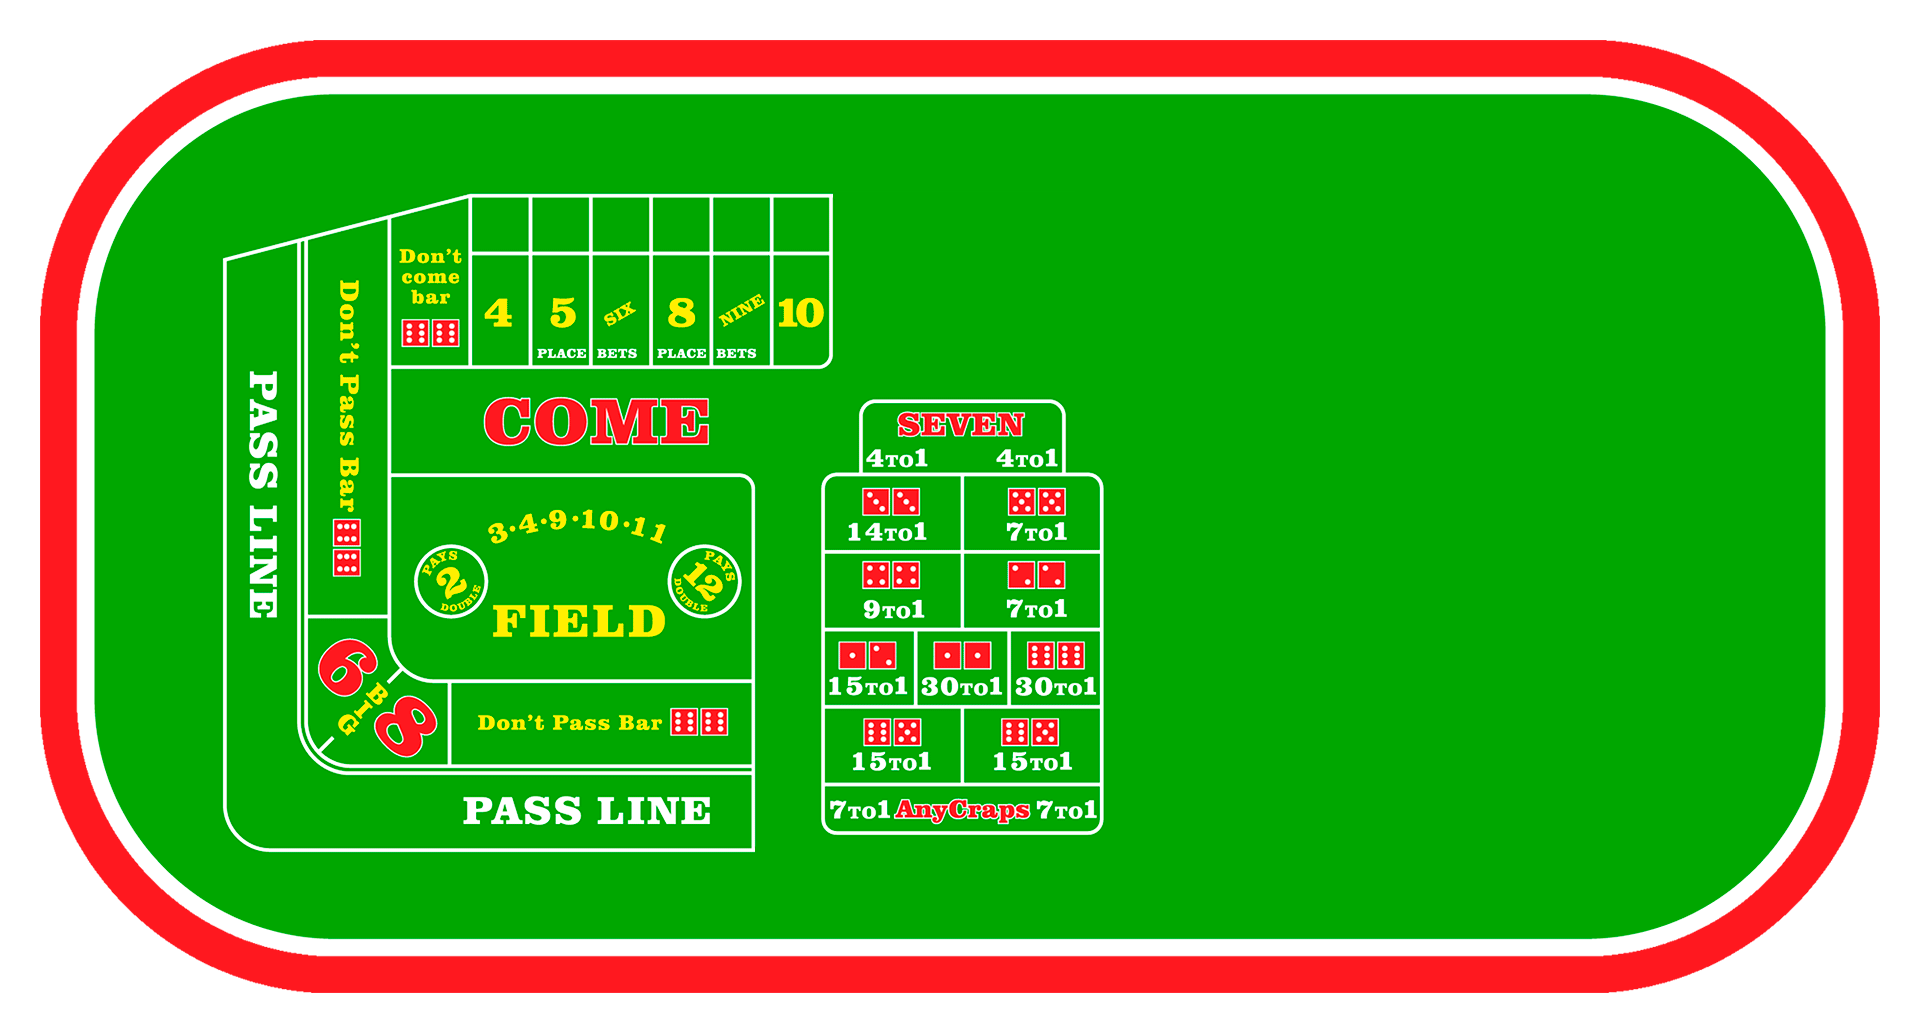 Don't
come
bar
4 5 SIX 8 NINE 10
PLACE BETS PLACE BETS
Don't Pass Bar
PASS LINE
COME
3·4·9·10·11
PAYS
2
DOUBLE
PAYS
12
DOUBLE
FIELD
6
BIG
8
Don't Pass Bar
PASS LINE
SEVEN
4TO1 4TO1
14TO1 7TO1
9TO1 7TO1
15TO1 30TO1 30TO1
15TO1 15TO1
7TO1 AnyCraps 7TO1